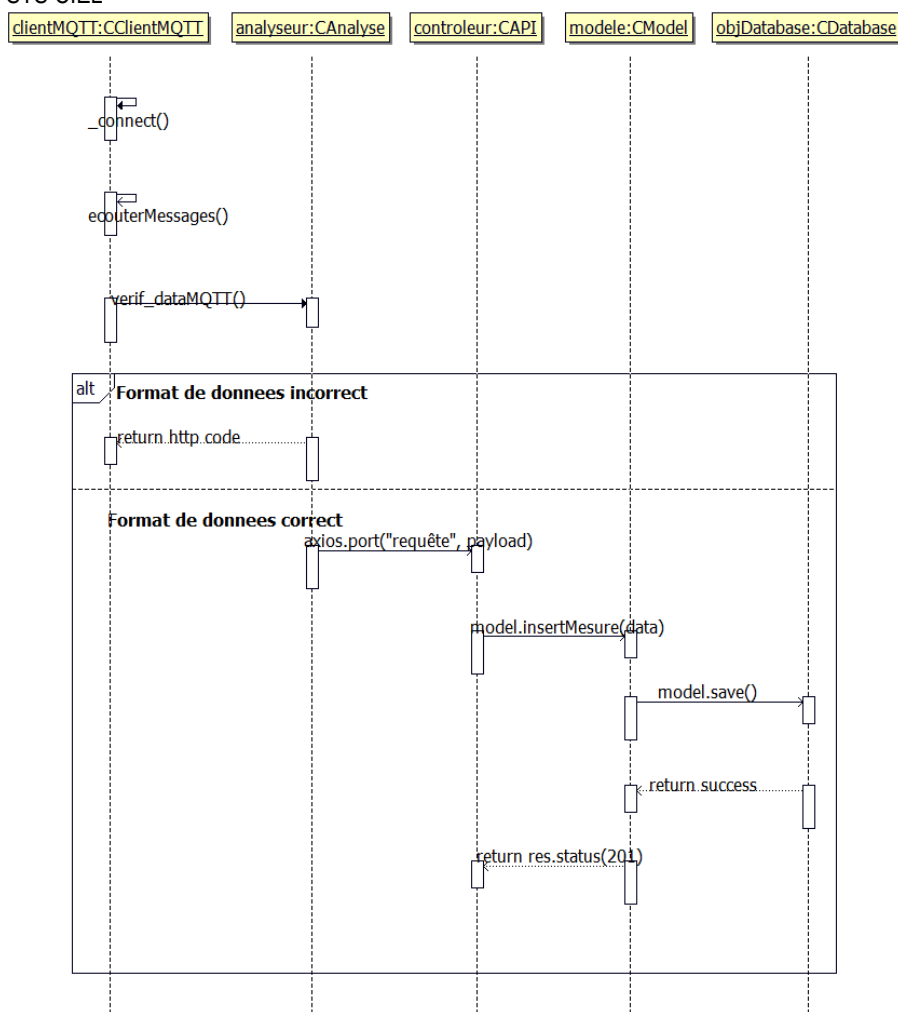 clientMQTT:CClientMQTT
analyseur:CAnalyse
controleur:CAPI
modele:CModel
objDatabase:CDatabase
_connect()
ecouterMessages()
verif_dataMQTT()
alt
Format de donnees incorrect
return http code
Format de donnees correct
axios.port("requête", payload)
model.insertMesure(data)
model.save()
return success
return res.status(201)